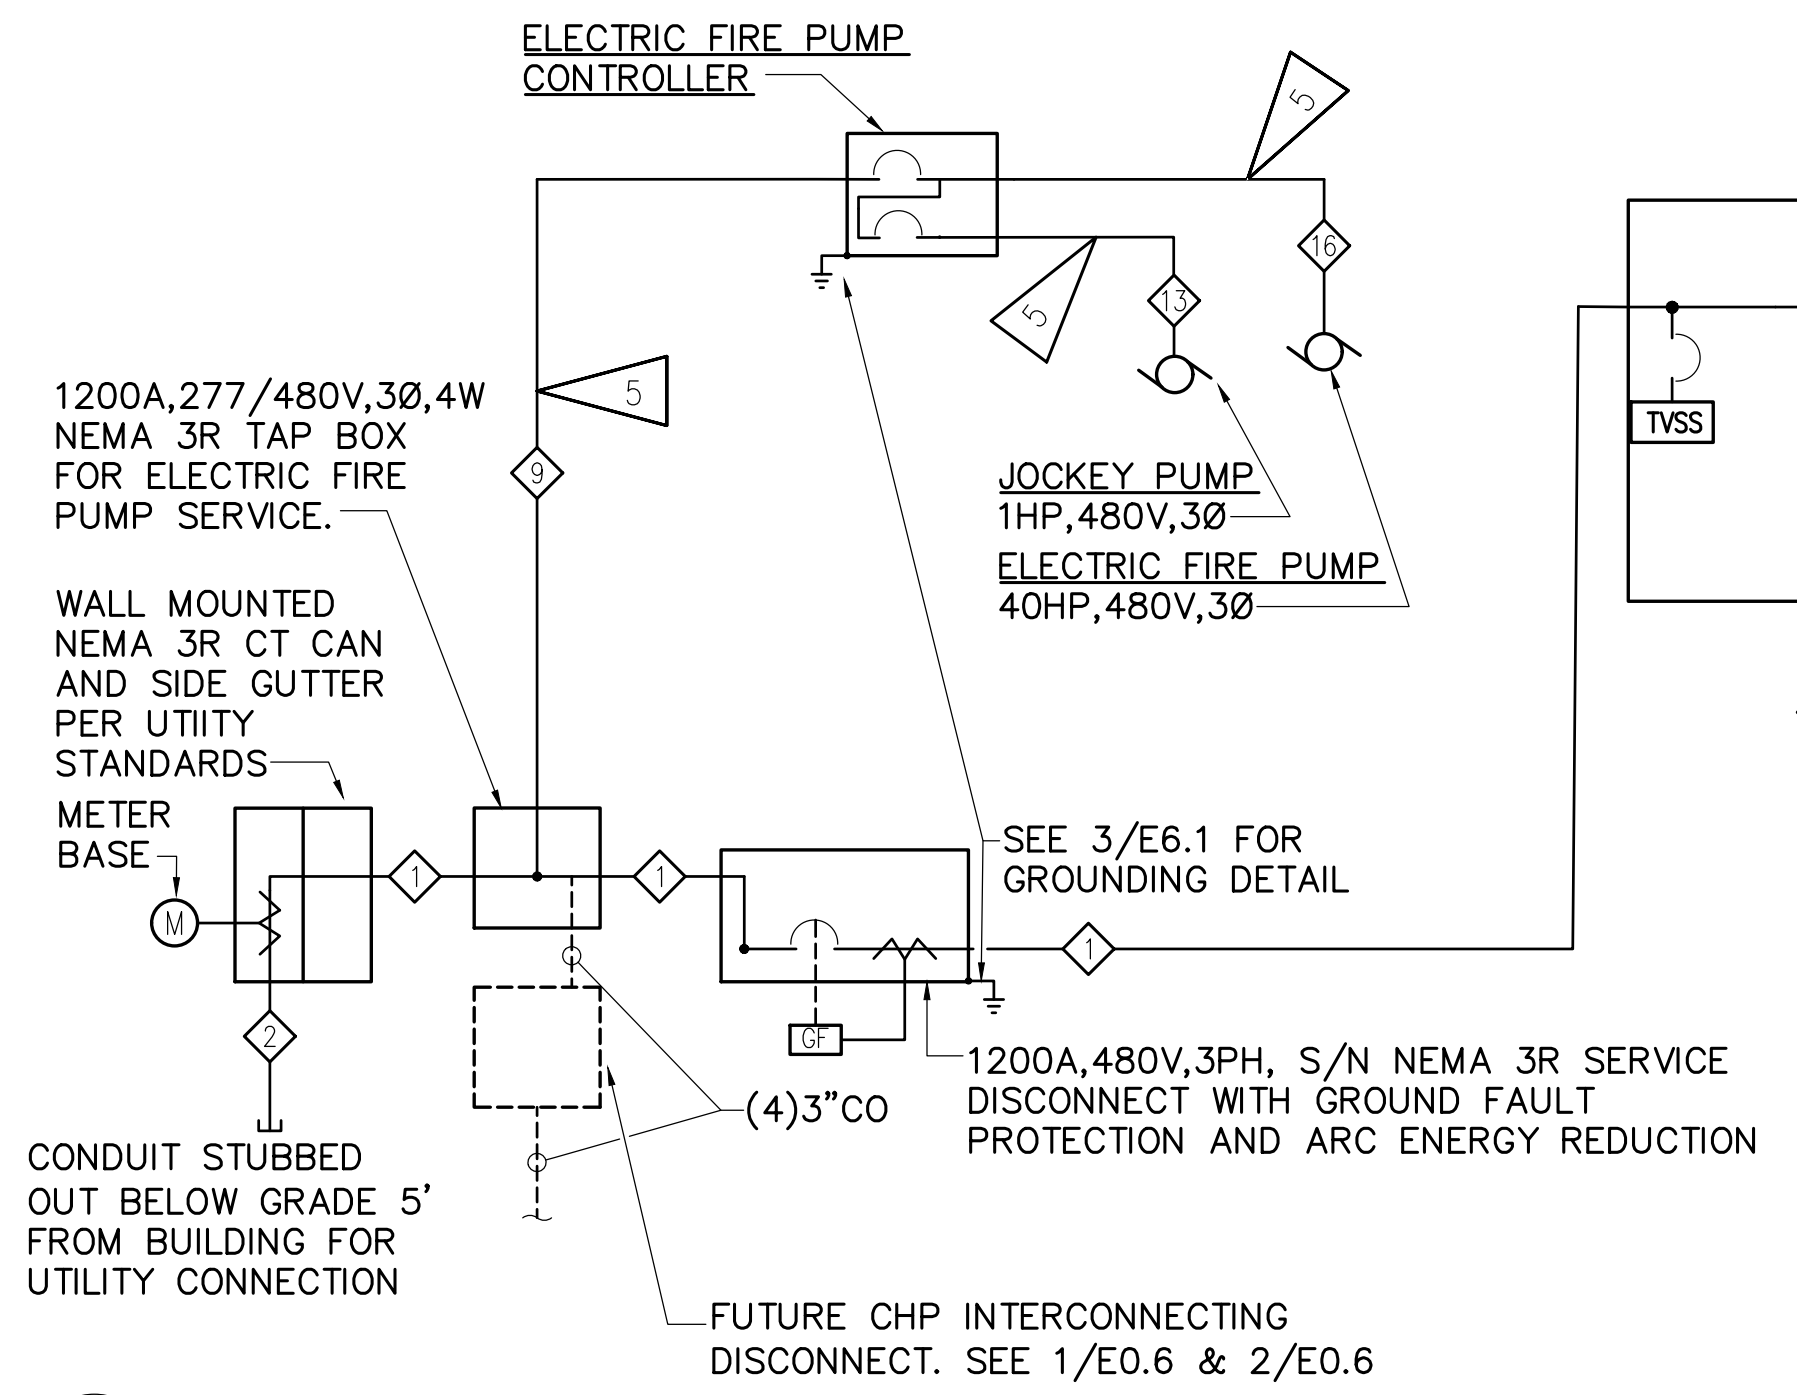 ELECTRIC FIRE PUMP
CONTROLLER
5
16
13
5
TVSS
1200A,277/480V,3Ø,4W
NEMA 3R TAP BOX
FOR ELECTRIC FIRE
PUMP SERVICE.
5
9
JOCKEY PUMP
1HP,480V,3Ø
ELECTRIC FIRE PUMP
40HP,480V,3Ø
WALL MOUNTED
NEMA 3R CT CAN
AND SIDE GUTTER
PER UTIITY
STANDARDS
METER
BASE
M
1
1
SEE 3/E6.1 FOR
GROUNDING DETAIL
1
2
GF
1200A,480V,3PH, S/N NEMA 3R SERVICE
DISCONNECT WITH GROUND FAULT
PROTECTION AND ARC ENERGY REDUCTION
(4)3"CO
CONDUIT STUBBED
OUT BELOW GRADE 5'
FROM BUILDING FOR
UTILITY CONNECTION
FUTURE CHP INTERCONNECTING
DISCONNECT. SEE 1/E0.6 & 2/E0.6